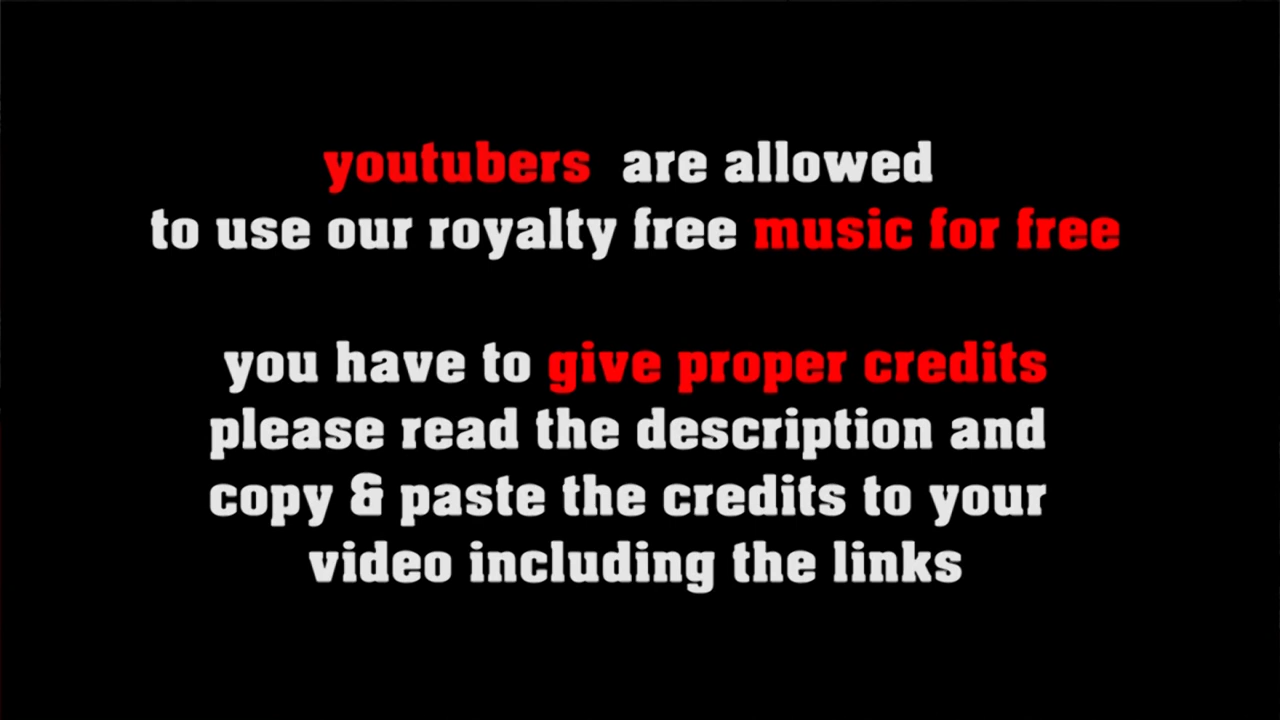 youtubers are allowed
to use our royalty free music for free
you have to give proper credits
please read the description and
copy & paste the credits to your
video including the links